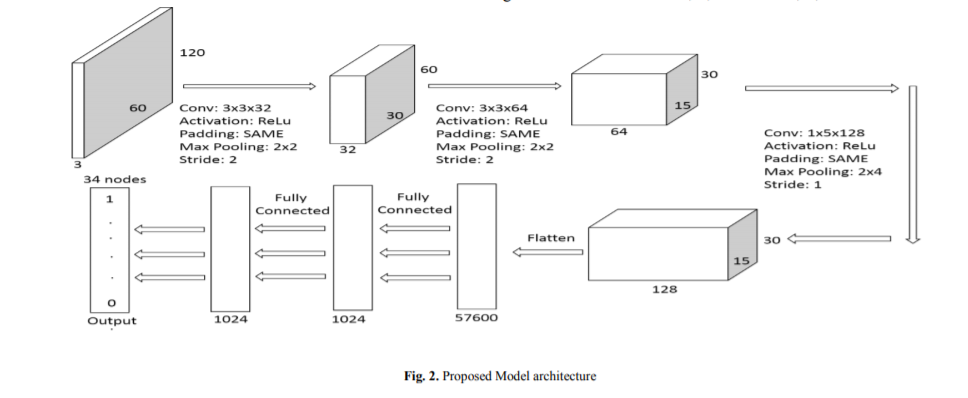 120
60
3
Conv: 3x3x32
Activation: ReLu
Padding: SAME
Max Pooling: 2x2
Stride: 2
60
30
32
Conv: 3x3x64
Activation: ReLu
Padding: SAME
Max Pooling: 2x2
Stride: 2
30
15
64
Conv: 1x5x128
Activation: ReLu
Padding: SAME
Max Pooling: 2x4
Stride: 1
30
15
128
Flatten
57600
Fully
Connected
1024
Fully
Connected
1024
34 nodes
1
.
.
.
.
0
Output
Fig. 2. Proposed Model architecture